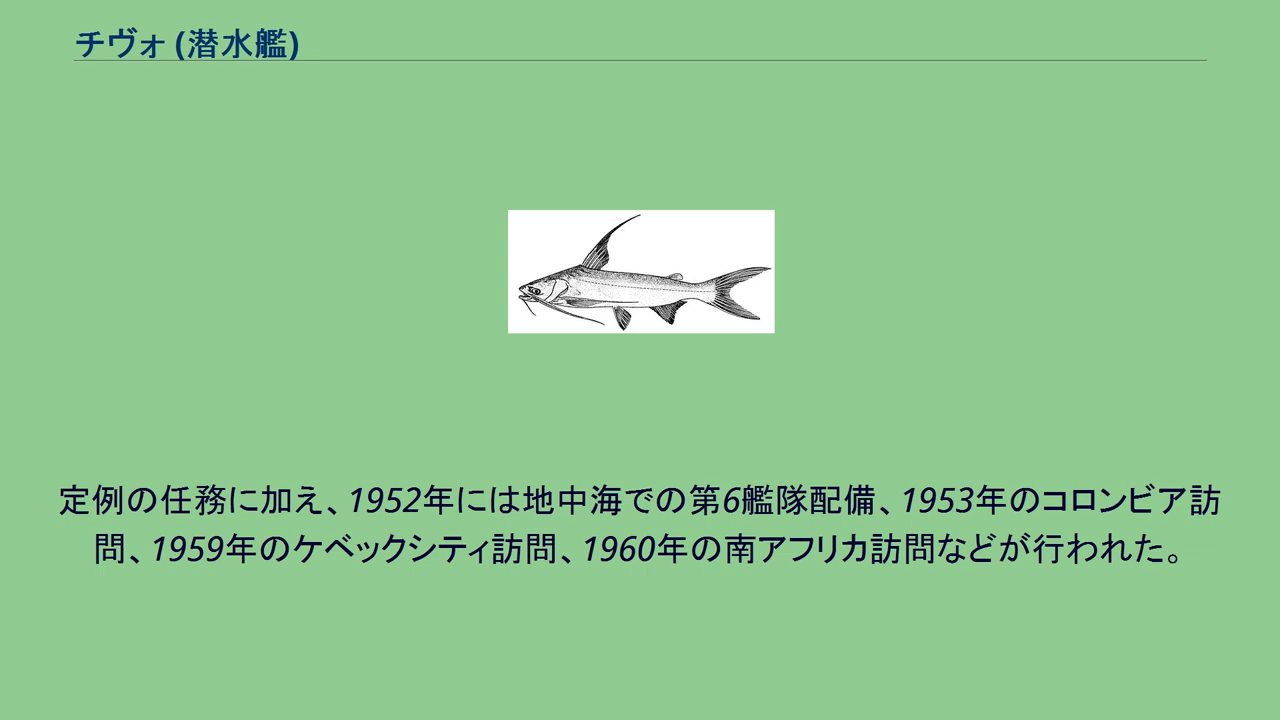 チヴォ (潜水艦)
定例の任務に加え、1952年には地中海での第6艦隊配備、1953年のコロンビア訪
問、1959年のケベックシティ訪問、1960年の南アフリカ訪問などが行われた。